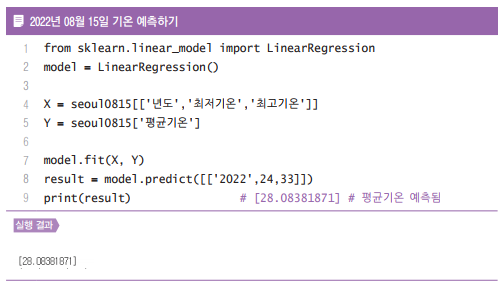 2022년 08월 15일 기온 예측하기
1 from sklearn.linear_model import LinearRegression
2 model = LinearRegression()
3
4 X = seoul0815[['년도','최저기온','최고기온']]
5 Y = seoul0815['평균기온']
6
7 model.fit(X, Y)
8 result = model.predict([['2022',24,33]])
9 print(result) # [28.08381871] # 평균기온 예측됨
실행 결과
[28.08381871]